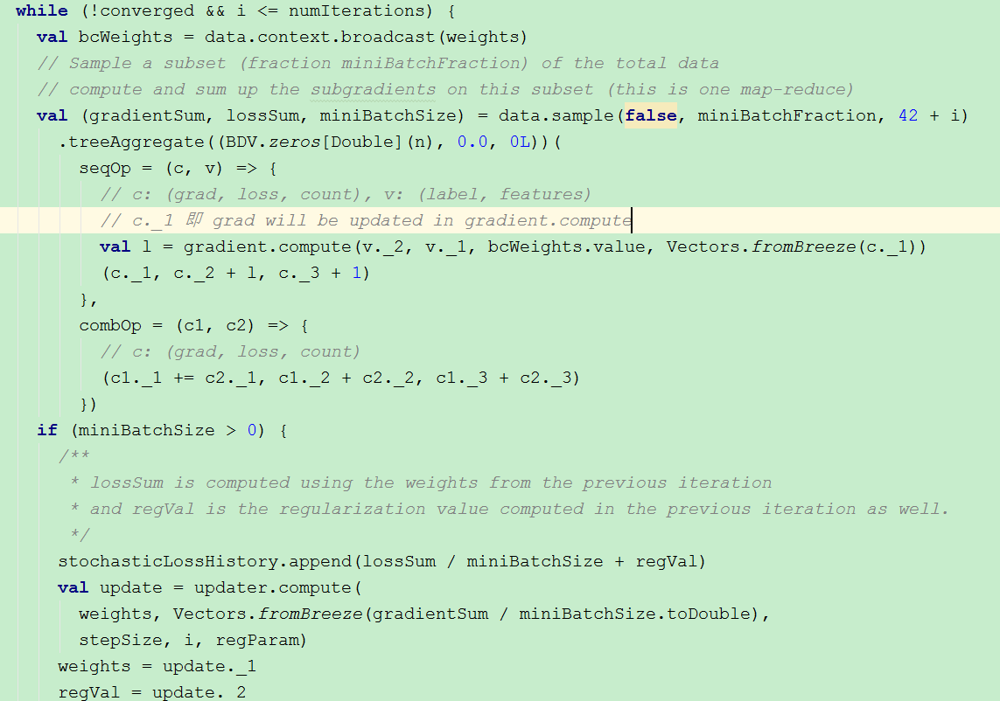 while (!converged && i <= numIterations) {
val bcWeights = data.context.broadcast(weights)
// Sample a subset (fraction miniBatchFraction) of the total data
// compute and sum up the subgradients on this subset (this is one map-reduce)
val (gradientSum, lossSum, miniBatchSize) = data.sample(false, miniBatchFraction, 42 + i)
.treeAggregate((BDV.zeros[Double](n), 0.0, 0L))(
seqOp = (c, v) => {
// c: (grad, loss, count), v: (label, features)
// c._1 即 grad will be updated in gradient.compute
val l = gradient.compute(v._2, v._1, bcWeights.value, Vectors.fromBreeze(c._1))
(c._1, c._2 + l, c._3 + 1)
},
combOp = (c1, c2) => {
// c: (grad, loss, count)
(c1._1 += c2._1, c1._2 + c2._2, c1._3 + c2._3)
})
if (miniBatchSize > 0) {
/**
* lossSum is computed using the weights from the previous iteration
* and regVal is the regularization value computed in the previous iteration as well.
*/
stochasticLossHistory.append(lossSum / miniBatchSize + regVal)
val update = updater.compute(
weights, Vectors.fromBreeze(gradientSum / miniBatchSize.toDouble),
stepSize, i, regParam)
weights = update._1
regVal = update._2